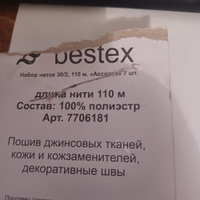 bestex
Набор ниток 30/2, 110 м, «Ассорти» 7 шт.
длина нити 110 м
Состав: 100% полиэстр
Арт. 7706181
Пошив джинсовых тканей,
кожи и кожзаменителей,
декоративные швы